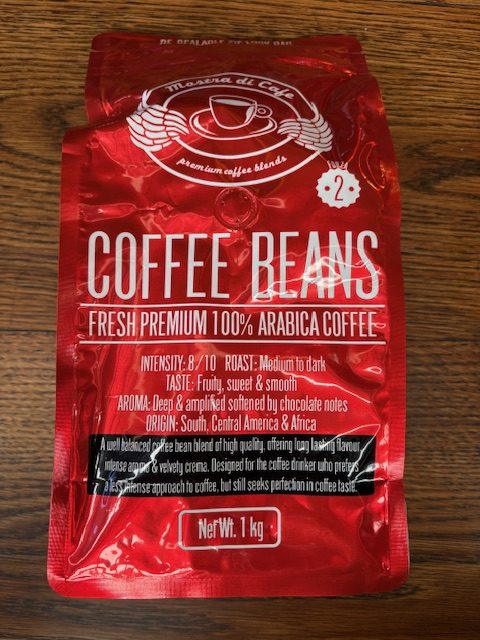 RE-SEALABLE ZIP LOCK BAG
Mostra di Cafe
premium coffee blends
2
COFFEE BEANS
FRESH PREMIUM 100% ARABICA COFFEE
INTENSITY: 8/10 ROAST: Medium to dark
TASTE: Fruity, sweet & smooth
AROMA: Deep & amplified softened by chocolate notes
ORIGIN: South, Central America & Africa
A well balanced coffee bean blend of high quality, offering long lasting flavour,
intense aroma & velvety crema. Designed for the coffee drinker who prefers
a less intense approach to coffee, but still seeks perfection in coffee taste.
Net Wt. 1 kg